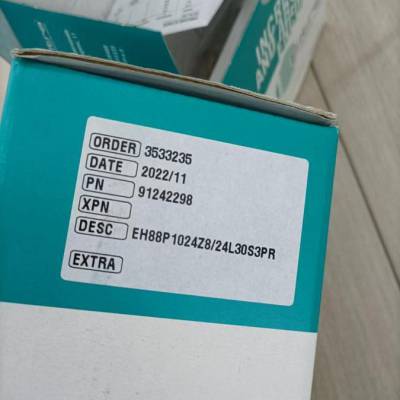 ORDER 3533235
DATE 2022/11
PN 91242298
XPN
DESC EH88P1024Z8/24L30S3PR
EXTRA